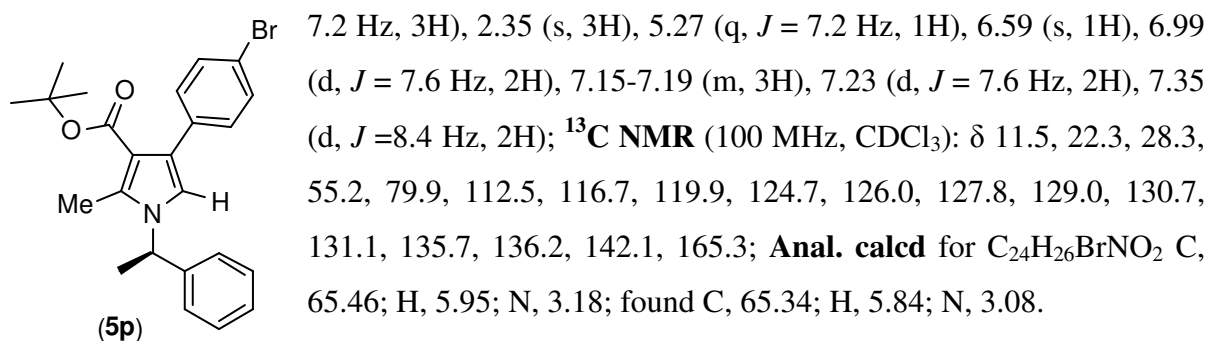 7.2 Hz, 3H), 2.35 (s, 3H), 5.27 (q, J = 7.2 Hz, 1H), 6.59 (s, 1H), 6.99
(d, J = 7.6 Hz, 2H), 7.15-7.19 (m, 3H), 7.23 (d, J = 7.6 Hz, 2H), 7.35
(d, J =8.4 Hz, 2H); ¹³C NMR (100 MHz, CDCl₃): δ 11.5, 22.3, 28.3,
55.2, 79.9, 112.5, 116.7, 119.9, 124.7, 126.0, 127.8, 129.0, 130.7,
131.1, 135.7, 136.2, 142.1, 165.3; Anal. calcd for C₂₄H₂₆BrNO₂ C,
65.46; H, 5.95; N, 3.18; found C, 65.34; H, 5.84; N, 3.08.
Br
O
O
Me
N
H
(5p)